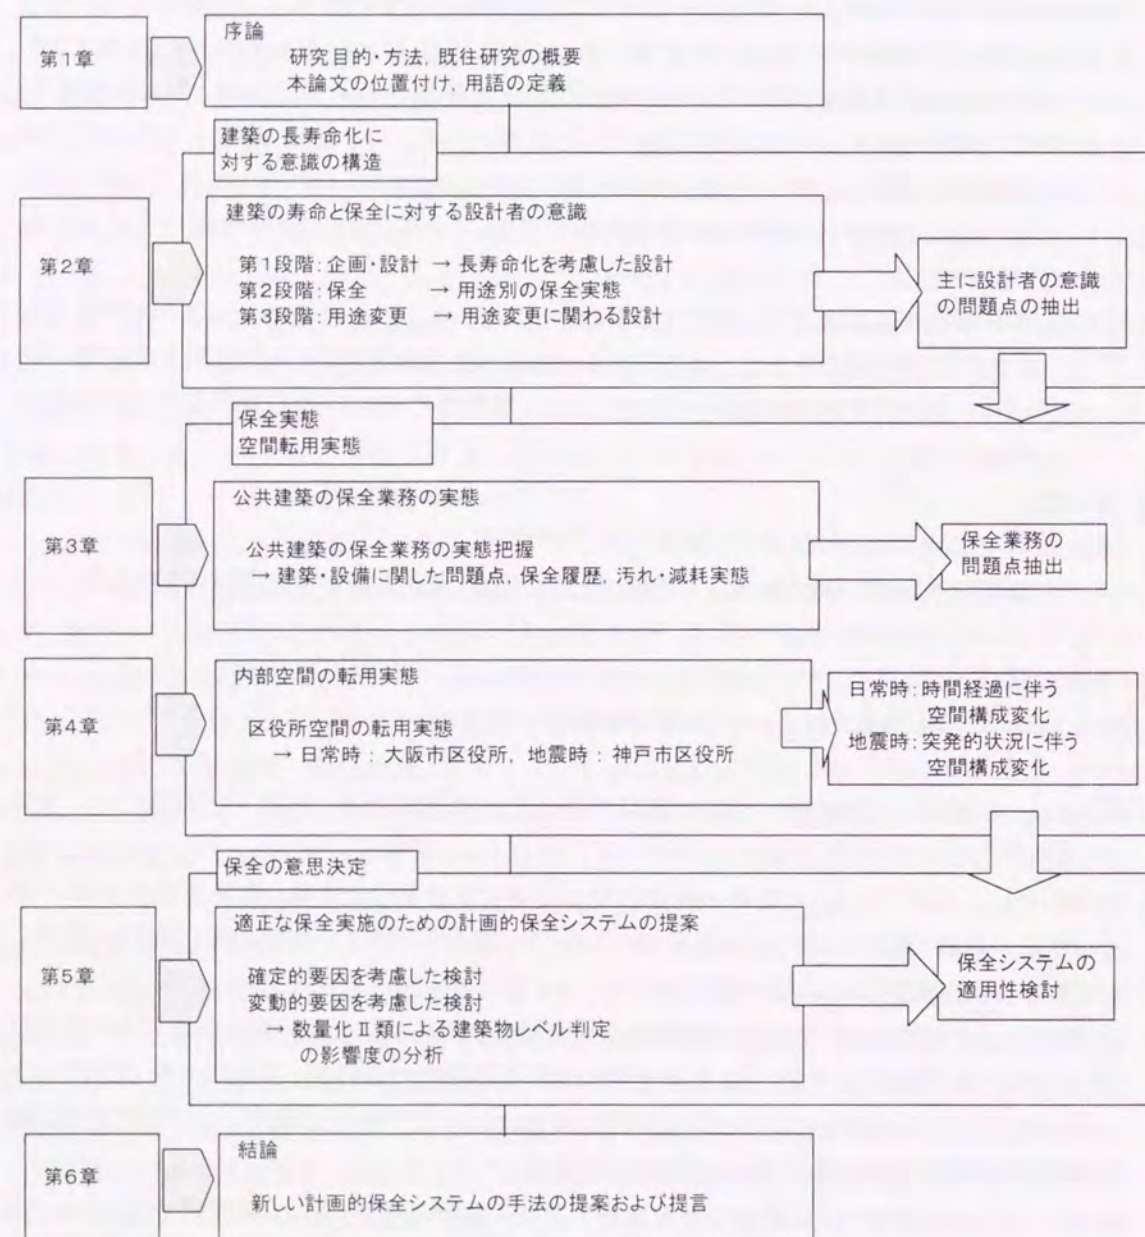 第1章
序論
研究目的・方法, 既往研究の概要
本論文の位置付け, 用語の定義
建築の長寿命化に
対する意識の構造
第2章
建築の寿命と保全に対する設計者の意識
第1段階:企画・設計 → 長寿命化を考慮した設計
第2段階:保全 → 用途別の保全実態
第3段階:用途変更 → 用途変更に関わる設計
主に設計者の意識
の問題点の抽出
保全実態
空間転用実態
第3章
公共建築の保全業務の実態
公共建築の保全業務の実態把握
→ 建築・設備に関した問題点, 保全履歴, 汚れ・減耗実態
保全業務の
問題点抽出
第4章
内部空間の転用実態
区役所空間の転用実態
→ 日常時:大阪市区役所, 地震時:神戸市区役所
日常時:時間経過に伴う
空間構成変化
地震時:突発的状況に伴う
空間構成変化
保全の意思決定
第5章
適正な保全実施のための計画的保全システムの提案
確定的要因を考慮した検討
変動的要因を考慮した検討
→ 数量化Ⅱ類による建築物レベル判定
の影響度の分析
保全システムの
適用性検討
第6章
結論
新しい計画的保全システムの手法の提案および提言